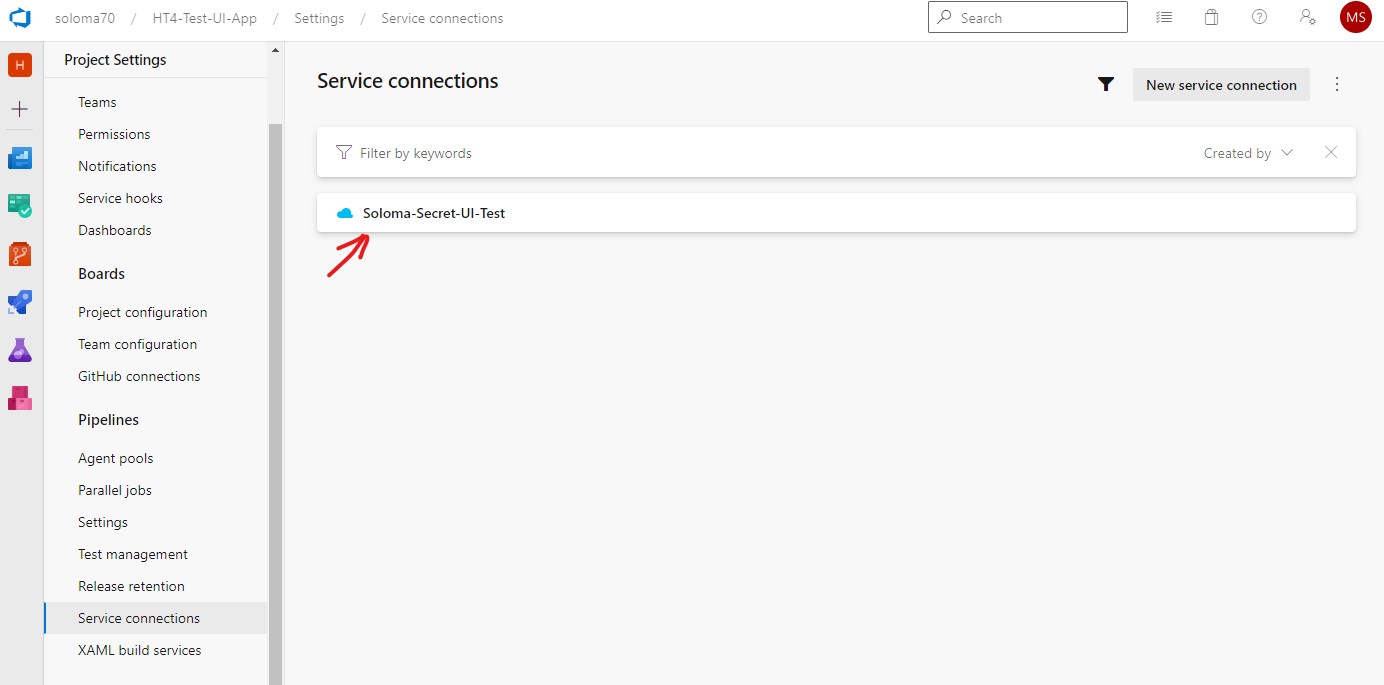 soloma70 / HT4-Test-UI-App / Settings / Service connections
Search
MS
H
Project Settings
Teams
Permissions
Notifications
Service hooks
Dashboards
Boards
Project configuration
Team configuration
GitHub connections
Pipelines
Agent pools
Parallel jobs
Settings
Test management
Release retention
Service connections
XAML build services
Service connections
New service connection
Filter by keywords
Created by
Soloma-Secret-UI-Test